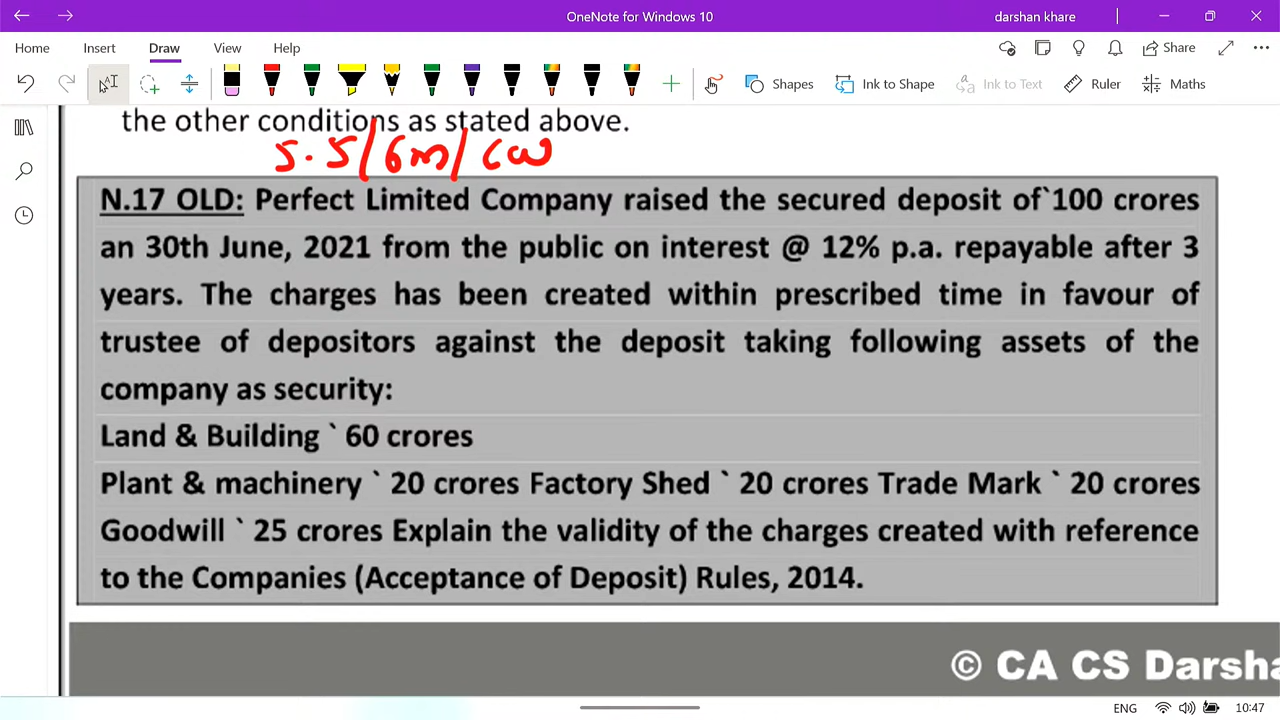 OneNote for Windows 10
darshan khare
Home Insert Draw View Help
Share
Shapes Ink to Shape Ink to Text Ruler Maths
the other conditions as stated above.
5.5/6m/CW
N.17 OLD: Perfect Limited Company raised the secured deposit of`100 crores
an 30th June, 2021 from the public on interest @ 12% p.a. repayable after 3
years. The charges has been created within prescribed time in favour of
trustee of depositors against the deposit taking following assets of the
company as security:
Land & Building ` 60 crores
Plant & machinery ` 20 crores Factory Shed ` 20 crores Trade Mark ` 20 crores
Goodwill ` 25 crores Explain the validity of the charges created with reference
to the Companies (Acceptance of Deposit) Rules, 2014.
© CA CS Darsha
ENG 10:47